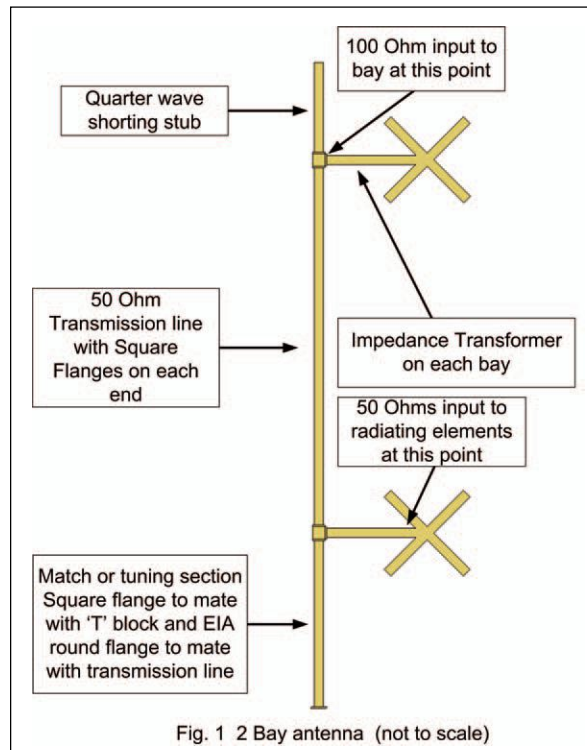 100 Ohm input to
bay at this point
Quarter wave
shorting stub
50 Ohm
Transmission line
with Square
Flanges on each
end
Impedance Transformer
on each bay
50 Ohms input to
radiating elements
at this point
Match or tuning section
Square flange to mate
with ‘T’ block and EIA
round flange to mate
with transmission line
Fig. 1 2 Bay antenna (not to scale)